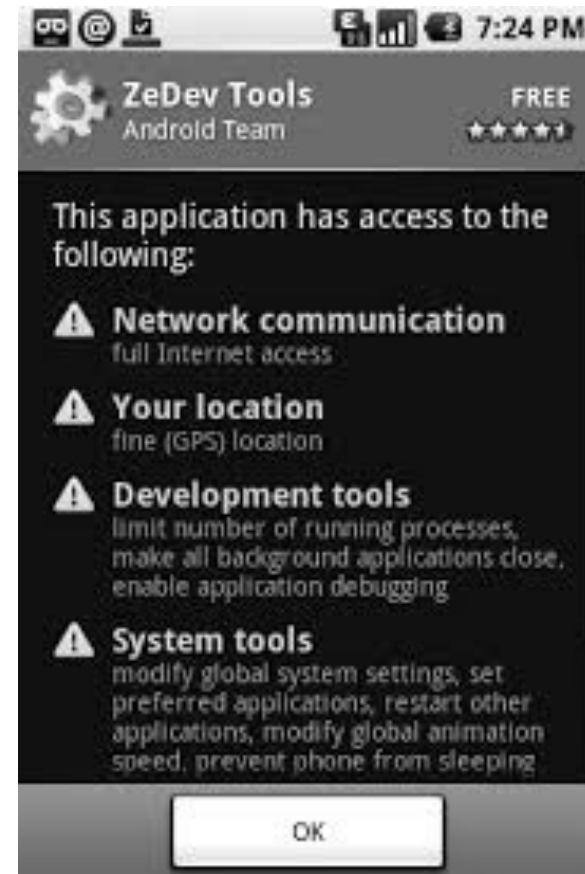 7:24 PM
ZeDev Tools
FREE
Android Team
This application has access to the
following:
Network communication
full Internet access
Your location
fine (GPS) location
Development tools
limit number of running processes,
make all background applications close,
enable application debugging
System tools
modify global system settings, set
preferred applications, restart other
applications, modify global animation
speed, prevent phone from sleeping
OK